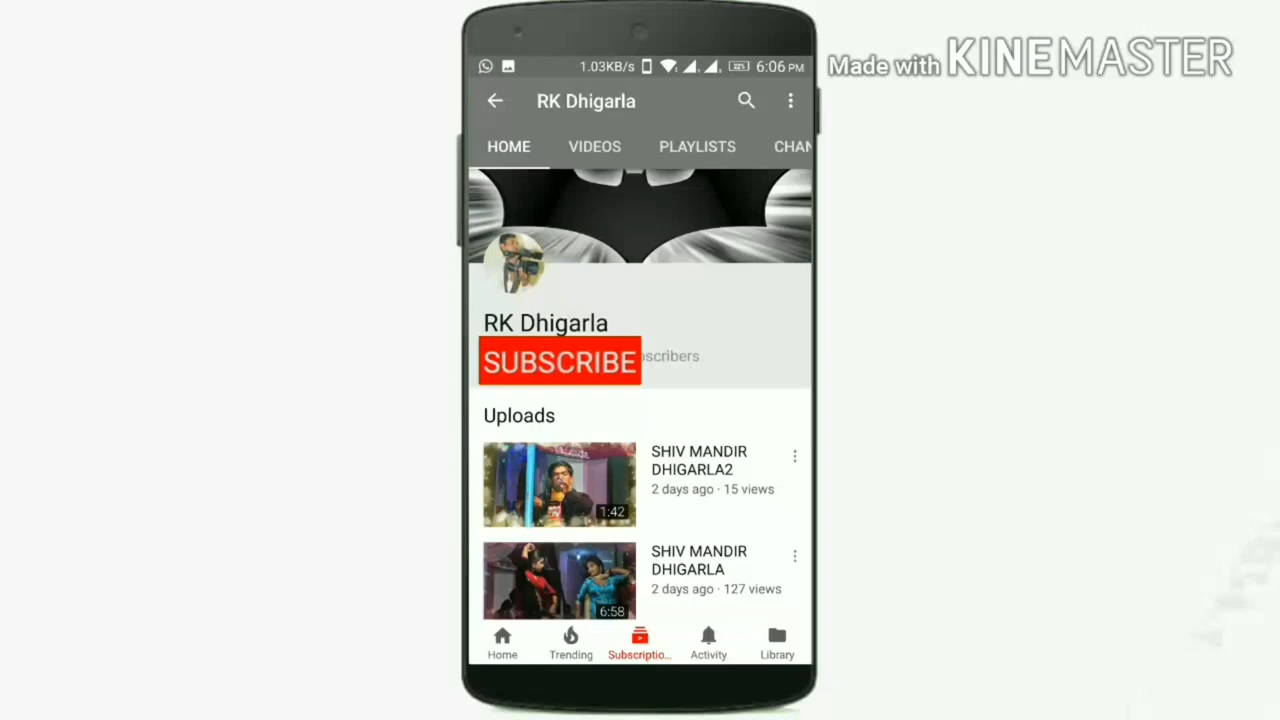 Made with KINEMASTER
1.03KB/s 32% 6:06 PM
RK Dhigarla
HOME VIDEOS PLAYLISTS CHAN
RK Dhigarla
SUBSCRIBE bscribers
Uploads
SHIV MANDIR
DHIGARLA2
2 days ago · 15 views
1:42
SHIV MANDIR
DHIGARLA
2 days ago · 127 views
6:58
Home Trending Subscriptio... Activity Library